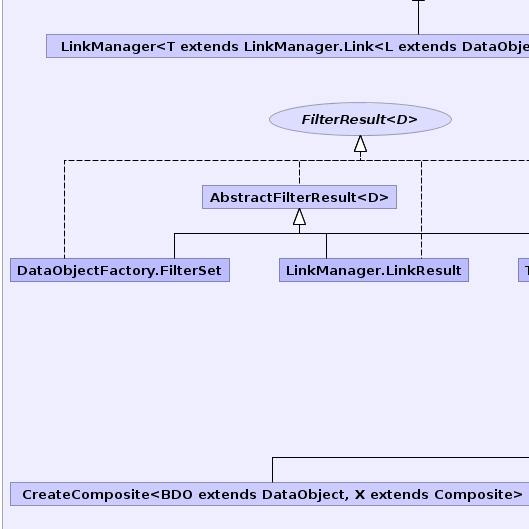 LinkManager<T extends LinkManager.Link<L extends DataObje
FilterResult<D>
AbstractFilterResult<D>
DataObjectFactory.FilterSet
LinkManager.LinkResult
T
CreateComposite<BDO extends DataObject, X extends Composite>